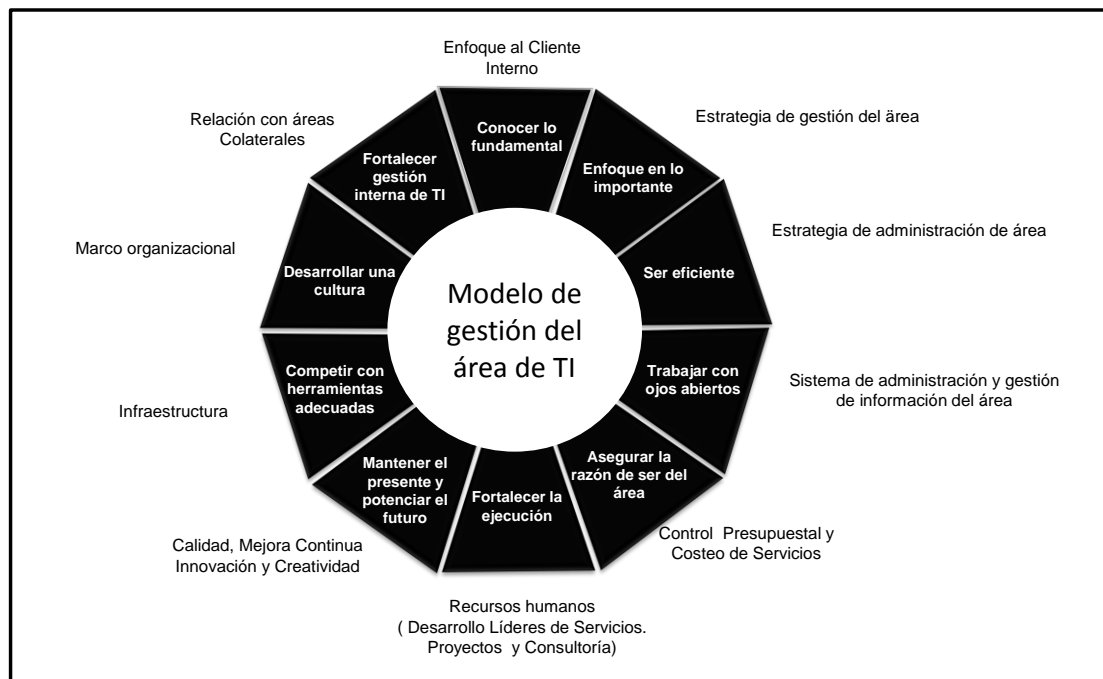 Enfoque al Cliente
Interno
Estrategia de gestión del ärea
Estrategia de administración de área
Sistema de administración y gestión
de información del área
Control  Presupuestal y
Costeo de Servicios
Recursos humanos
( Desarrollo Líderes de Servicios.
Proyectos  y Consultoría)
Calidad, Mejora Continua
Innovación y Creatividad
Infraestructura
Marco organizacional
Relación con áreas
Colaterales
Conocer lo
fundamental
Enfoque en lo
importante
Ser eficiente
Trabajar con
ojos abiertos
Asegurar la
razón de ser del
área
Fortalecer la
ejecución
Mantener el
presente y
potenciar el
futuro
Competir con
herramientas
adecuadas
Desarrollar una
cultura
Fortalecer
gestión
interna de TI
Modelo de
gestión del
área de TI